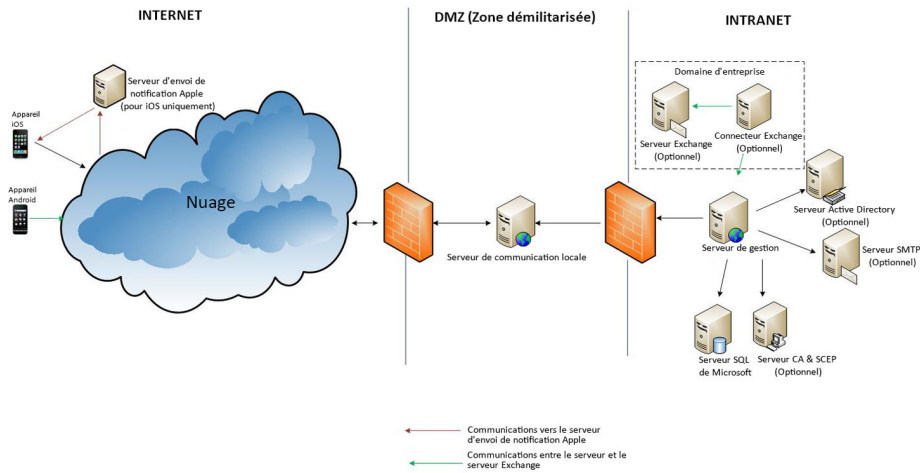 INTERNET
DMZ (Zone démilitarisée)
INTRANET
Serveur d'envoi de
notification Apple
(pour iOS uniquement)
Appareil
iOS
Appareil
Android
Nuage
Serveur de communication locale
Domaine d'entreprise
Serveur Exchange
(Optionnel)
Connecteur Exchange
(Optionnel)
Serveur de gestion
Serveur Active Directory
(Optionnel)
Serveur SMTP
(Optionnel)
Serveur SQL
de Microsoft
Serveur CA & SCEP
(Optionnel)
Communications vers le serveur
d'envoi de notification Apple
Communications entre le serveur et le
serveur Exchange